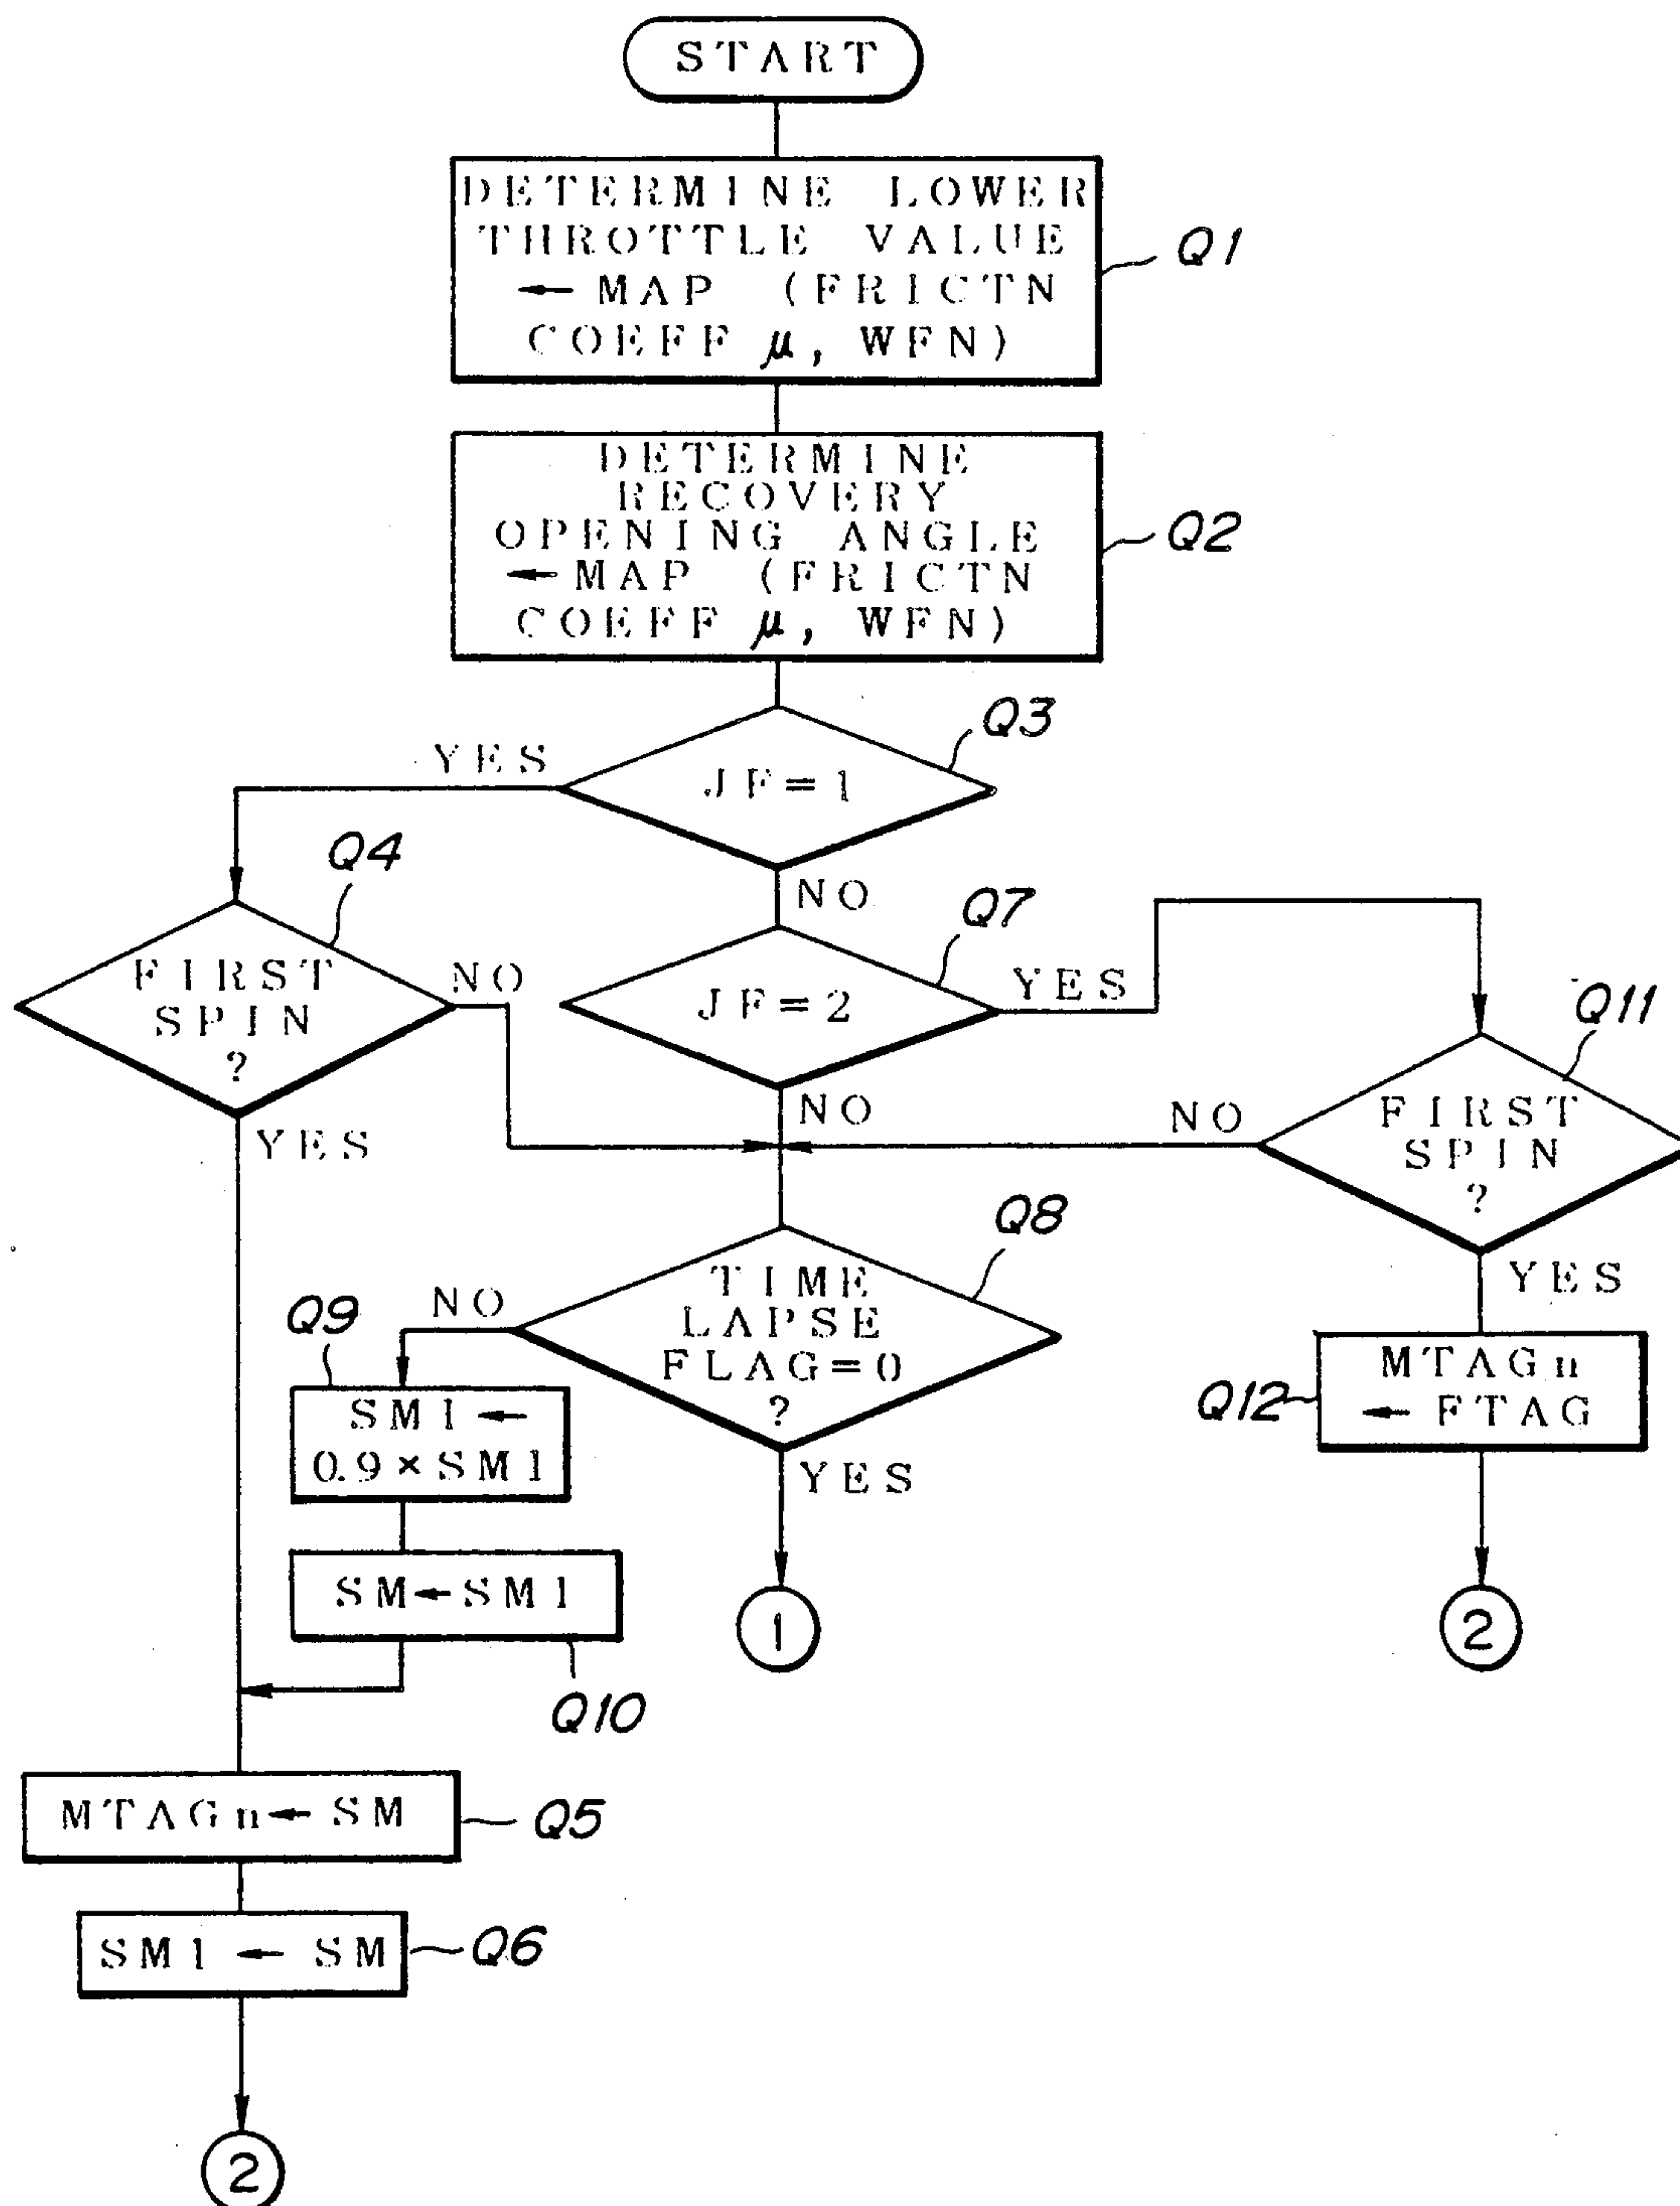 START
DETERMINE LOWER
THROTTLE VALUE
← MAP (FRICTN
COEFF μ, WFN)
Q1
DETERMINE
RECOVERY
OPENING ANGLE
← MAP (FRICTN
COEFF μ, WFN)
Q2
JF=1
Q3
YES
NO
Q4
FIRST
SPIN
?
NO
YES
JF=2
Q7
YES
NO
Q11
FIRST
SPIN
?
NO
YES
Q8
TIME
LAPSE
FLAG=0
?
NO
YES
Q9
SM1 ←
0.9×SM1
MTAGn
← FTAG
Q12
SM←SM1
Q10
1
2
MTAGn← SM
Q5
SM1 ← SM
Q6
2